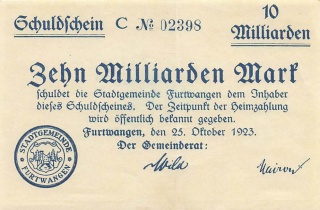 Schuldschein C № 02398 10 Milliarden
Zehn Milliarden Mark
schuldet die Stadtgemeinde Furtwangen dem Inhaber
dieses Schuldscheines. Der Zeitpunkt der Heimzahlung
wird öffentlich bekannt gegeben.
Furtwangen, den 25. Oktober 1923.
Der Gemeinderat:
STADTGEMEINDE
FURTWANGEN